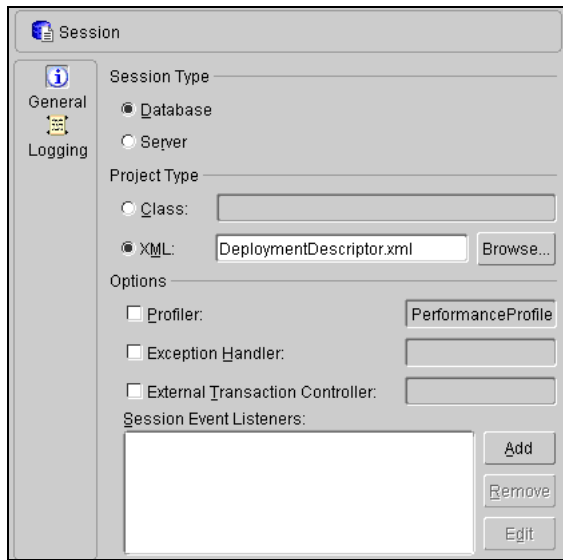 Session
General
Logging
Session Type
Database
Server
Project Type
Class:
XML: DeploymentDescriptor.xml Browse...
Options
Profiler: PerformanceProfile
Exception Handler:
External Transaction Controller:
Session Event Listeners:
Add
Remove
Edit